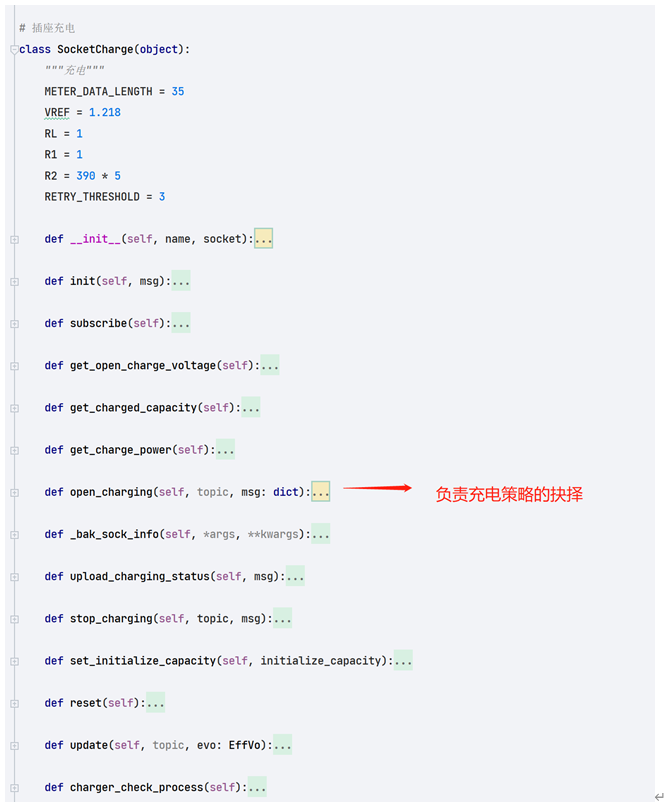 # 插座充电
class SocketCharge(object):
"""充电"""
METER_DATA_LENGTH = 35
VREF = 1.218
RL = 1
R1 = 1
R2 = 390 * 5
RETRY_THRESHOLD = 3
def __init__(self, name, socket):...
def init(self, msg):...
def subscribe(self):...
def get_open_charge_voltage(self):...
def get_charged_capacity(self):...
def get_charge_power(self):...
def open_charging(self, topic, msg: dict):... 负责充电策略的抉择
def _bak_sock_info(self, *args, **kwargs):...
def upload_charging_status(self, msg):...
def stop_charging(self, topic, msg):...
def set_initialize_capacity(self, initialize_capacity):...
def reset(self):...
def update(self, topic, evo: EffVo):...
def charger_check_process(self):...